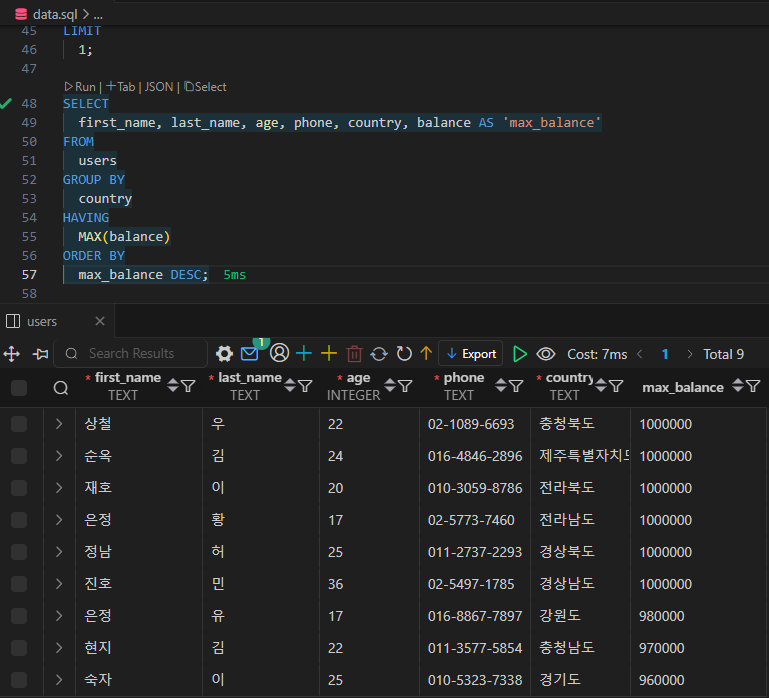 data.sql > ...
45 LIMIT
46 1;
47
Run | Tab | JSON | Select
48 SELECT
49 first_name, last_name, age, phone, country, balance AS 'max_balance'
50 FROM
51 users
52 GROUP BY
53 country
54 HAVING
55 MAX(balance)
56 ORDER BY
57 max_balance DESC; 5ms
58
users
Search Results 1 Export Cost: 7ms 1 Total 9
* first_name TEXT * last_name TEXT * age INTEGER * phone TEXT * country TEXT max_balance
상철 우 22 02-1089-6693 충청북도 1000000
순옥 김 24 016-4846-2896 제주특별자치도 1000000
재호 이 20 010-3059-8786 전라북도 1000000
은정 황 17 02-5773-7460 전라남도 1000000
정남 허 25 011-2737-2293 경상북도 1000000
진호 민 36 02-5497-1785 경상남도 1000000
은정 유 17 016-8867-7897 강원도 980000
현지 김 22 011-3577-5854 충청남도 970000
숙자 이 25 010-5323-7338 경기도 960000